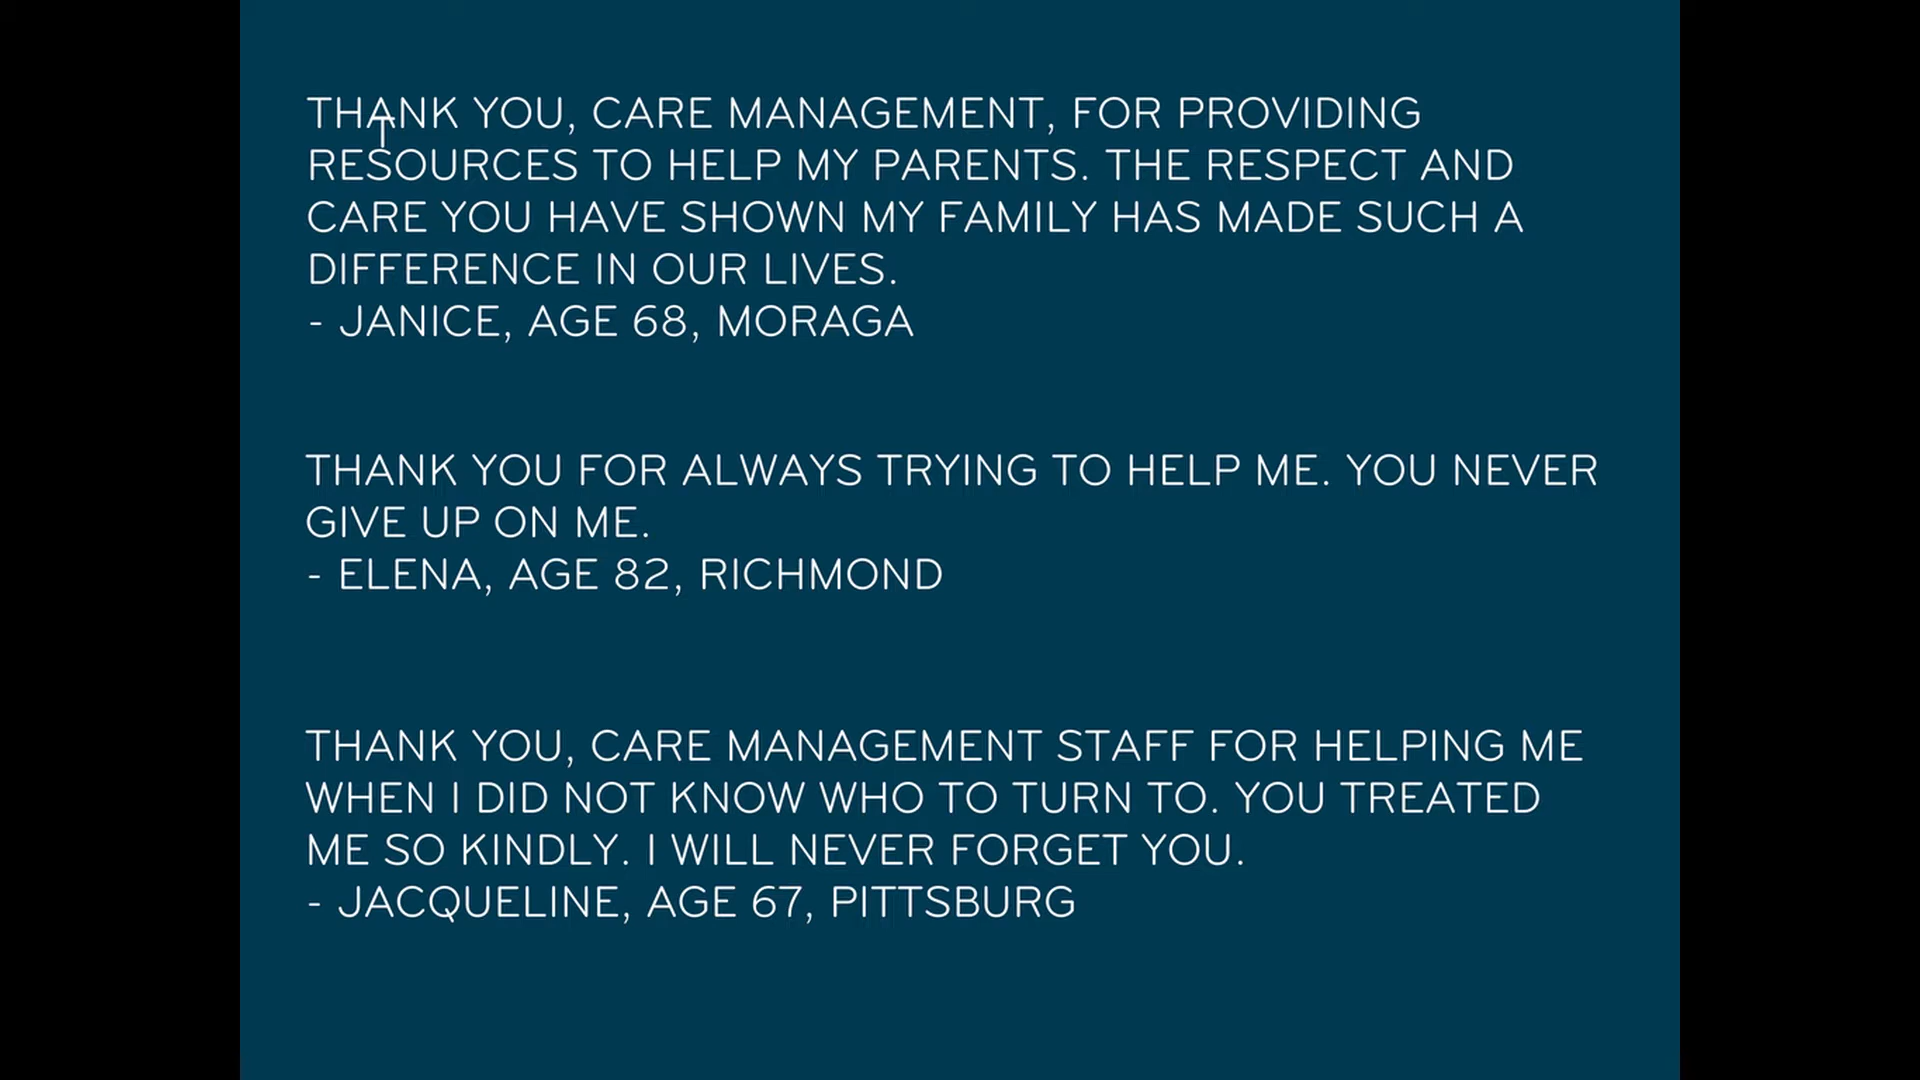 THANK YOU, CARE MANAGEMENT, FOR PROVIDING
RESOURCES TO HELP MY PARENTS. THE RESPECT AND
CARE YOU HAVE SHOWN MY FAMILY HAS MADE SUCH A
DIFFERENCE IN OUR LIVES.
- JANICE, AGE 68, MORAGA
THANK YOU FOR ALWAYS TRYING TO HELP ME. YOU NEVER
GIVE UP ON ME.
- ELENA, AGE 82, RICHMOND
THANK YOU, CARE MANAGEMENT STAFF FOR HELPING ME
WHEN I DID NOT KNOW WHO TO TURN TO. YOU TREATED
ME SO KINDLY. I WILL NEVER FORGET YOU.
- JACQUELINE, AGE 67, PITTSBURG